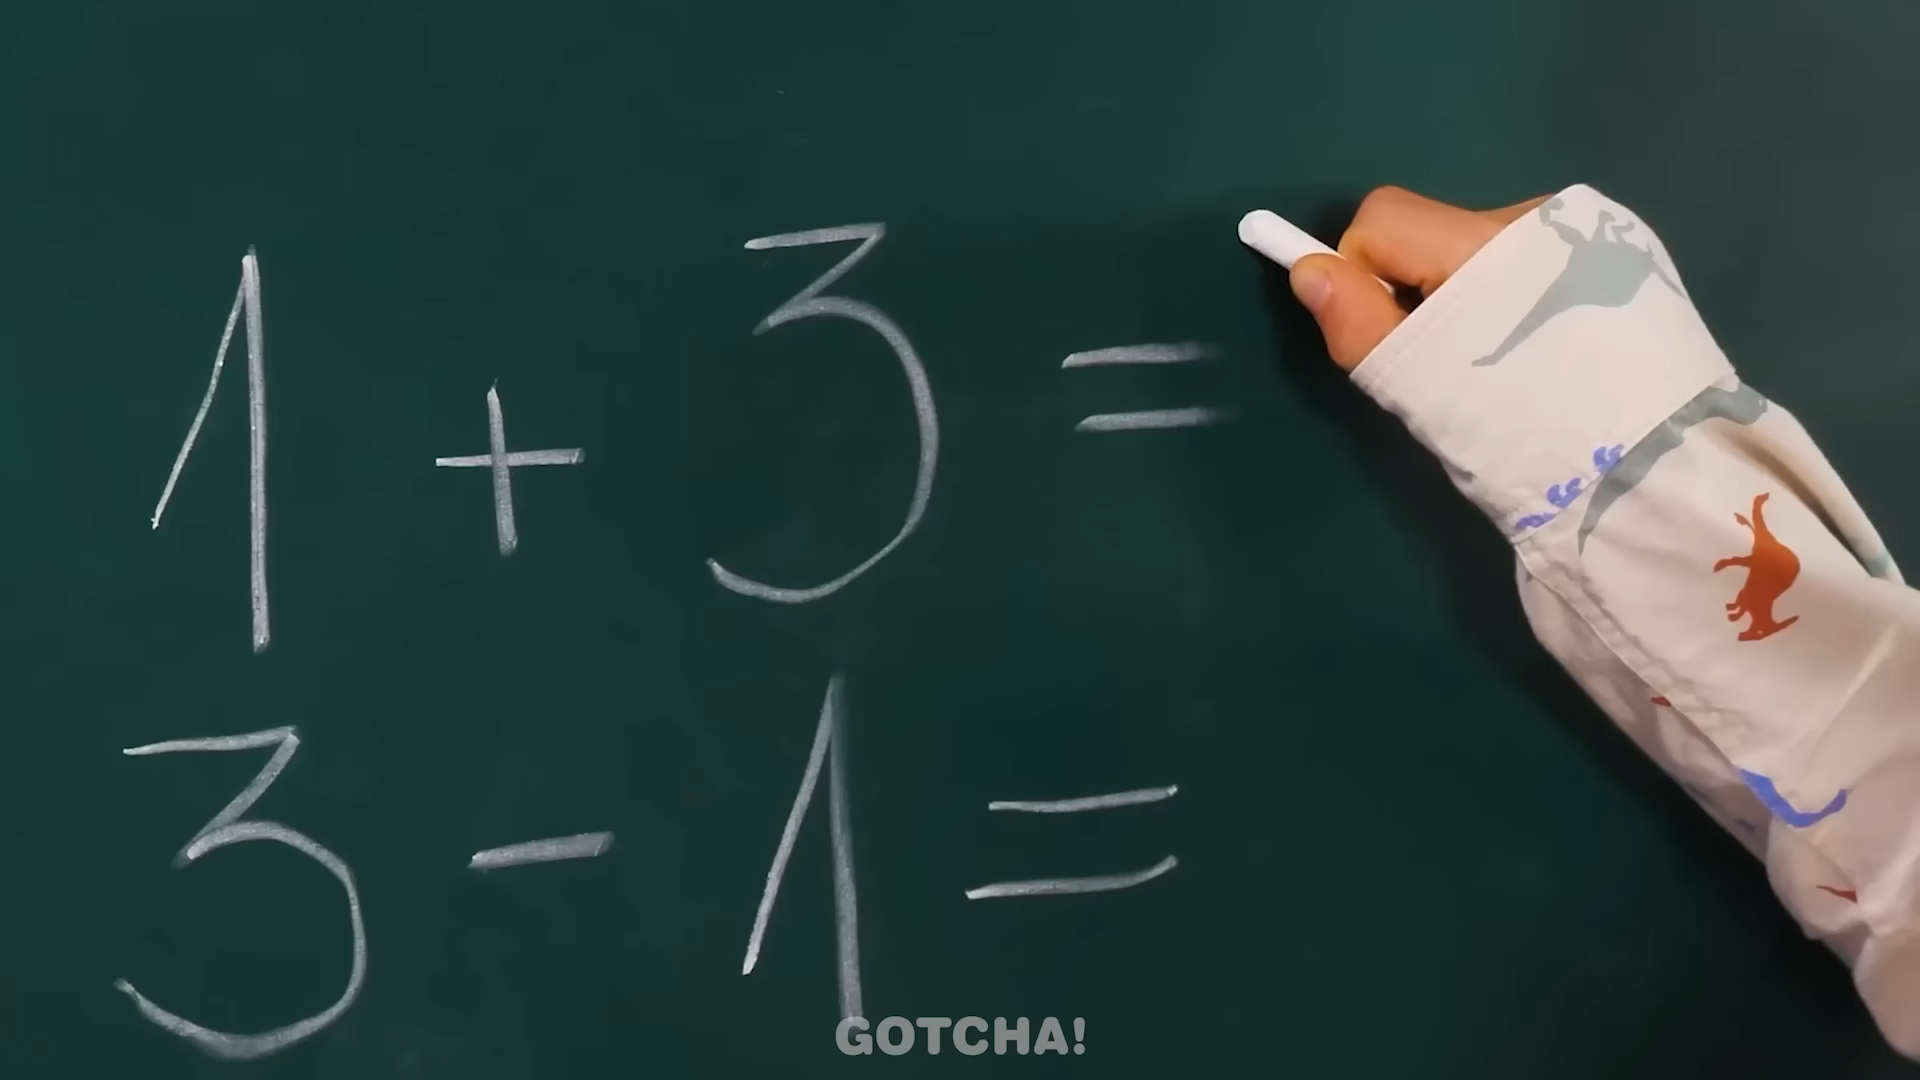 1 + 3 =
3 - 1 =
GOTCHA!